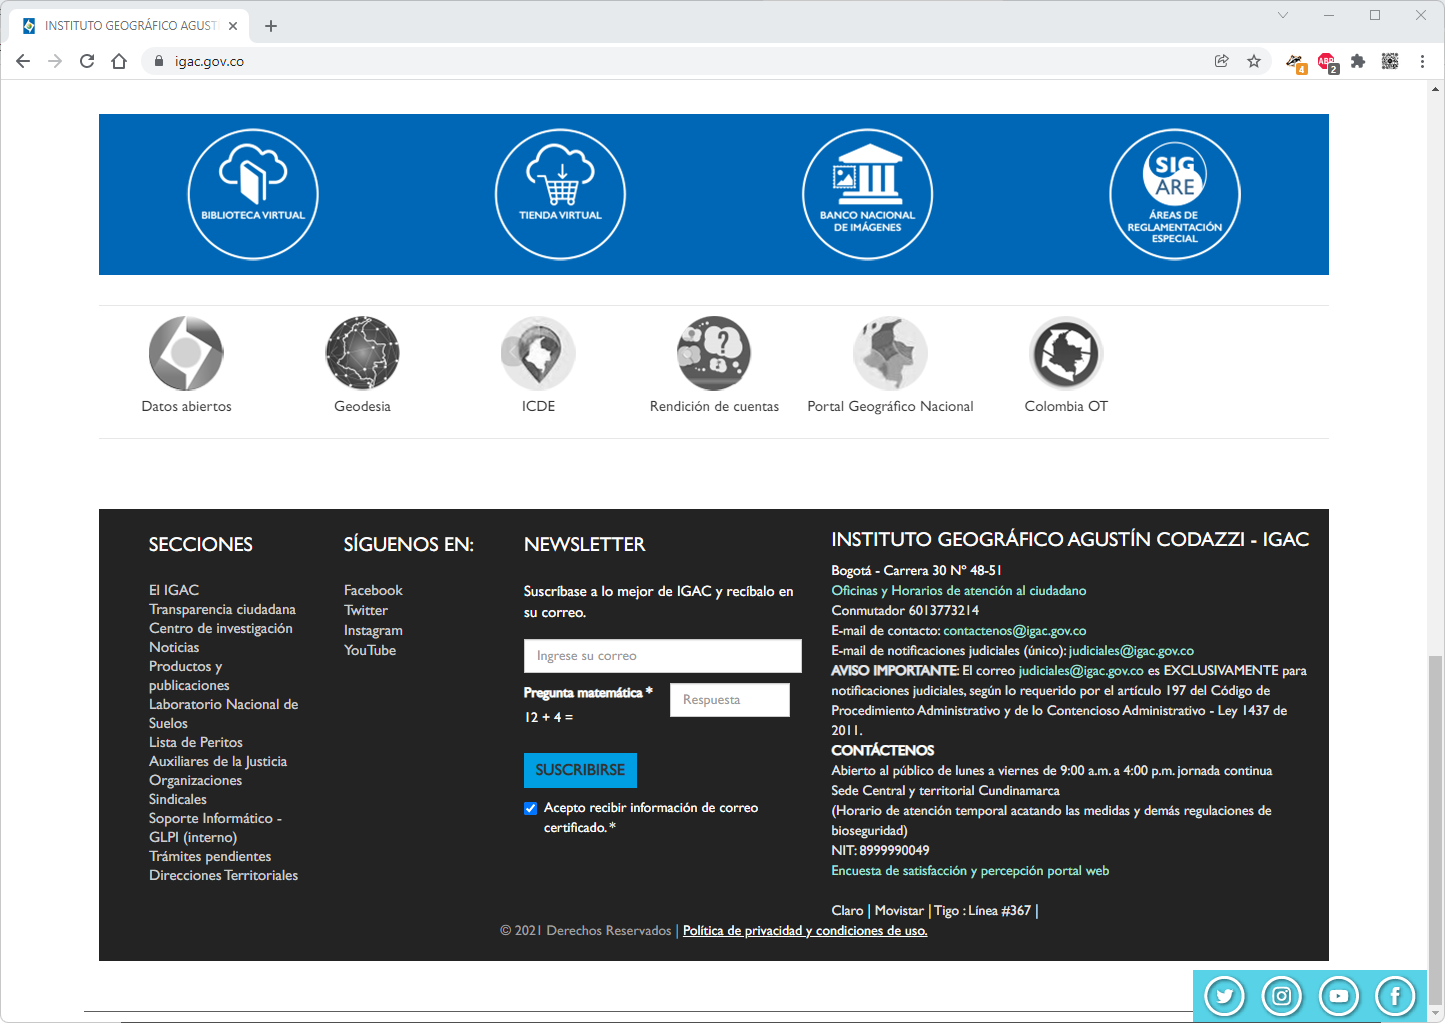 INSTITUTO GEOGRÁFICO AGUST
igac.gov.co
4
ABP
2
BIBLIOTECA VIRTUAL
TIENDA VIRTUAL
BANCO NACIONAL
DE IMÁGENES
SIG
ARE
ÁREAS DE
REGLAMENTACIÓN
ESPECIAL
Datos abiertos
Geodesia
ICDE
Rendición de cuentas
Portal Geográfico Nacional
Colombia OT
SECCIONES
El IGAC
Transparencia ciudadana
Centro de investigación
Noticias
Productos y
publicaciones
Laboratorio Nacional de
Suelos
Lista de Peritos
Auxiliares de la Justicia
Organizaciones
Sindicales
Soporte Informático -
GLPI (interno)
Trámites pendientes
Direcciones Territoriales
SÍGUENOS EN:
Facebook
Twitter
Instagram
YouTube
NEWSLETTER
Suscríbase a lo mejor de IGAC y recíbalo en
su correo.
Ingrese su correo
Pregunta matemática *
12 + 4 =
Respuesta
SUSCRIBIRSE
Acepto recibir información de correo
certificado. *
INSTITUTO GEOGRÁFICO AGUSTÍN CODAZZI - IGAC
Bogotá - Carrera 30 N° 48-51
Oficinas y Horarios de atención al ciudadano
Conmutador 6013773214
E-mail de contacto: contactenos@igac.gov.co
E-mail de notificaciones judiciales (único): judiciales@igac.gov.co
AVISO IMPORTANTE: El correo judiciales@igac.gov.co es EXCLUSIVAMENTE para
notificaciones judiciales, según lo requerido por el artículo 197 del Código de
Procedimiento Administrativo y de lo Contencioso Administrativo - Ley 1437 de
2011.
CONTÁCTENOS
Abierto al público de lunes a viernes de 9:00 a.m. a 4:00 p.m. jornada continua
Sede Central y territorial Cundinamarca
(Horario de atención temporal acatando las medidas y demás regulaciones de
bioseguridad)
NIT: 8999990049
Encuesta de satisfacción y percepción portal web
Claro | Movistar | Tigo : Línea #367 |
© 2021 Derechos Reservados | Política de privacidad y condiciones de uso.